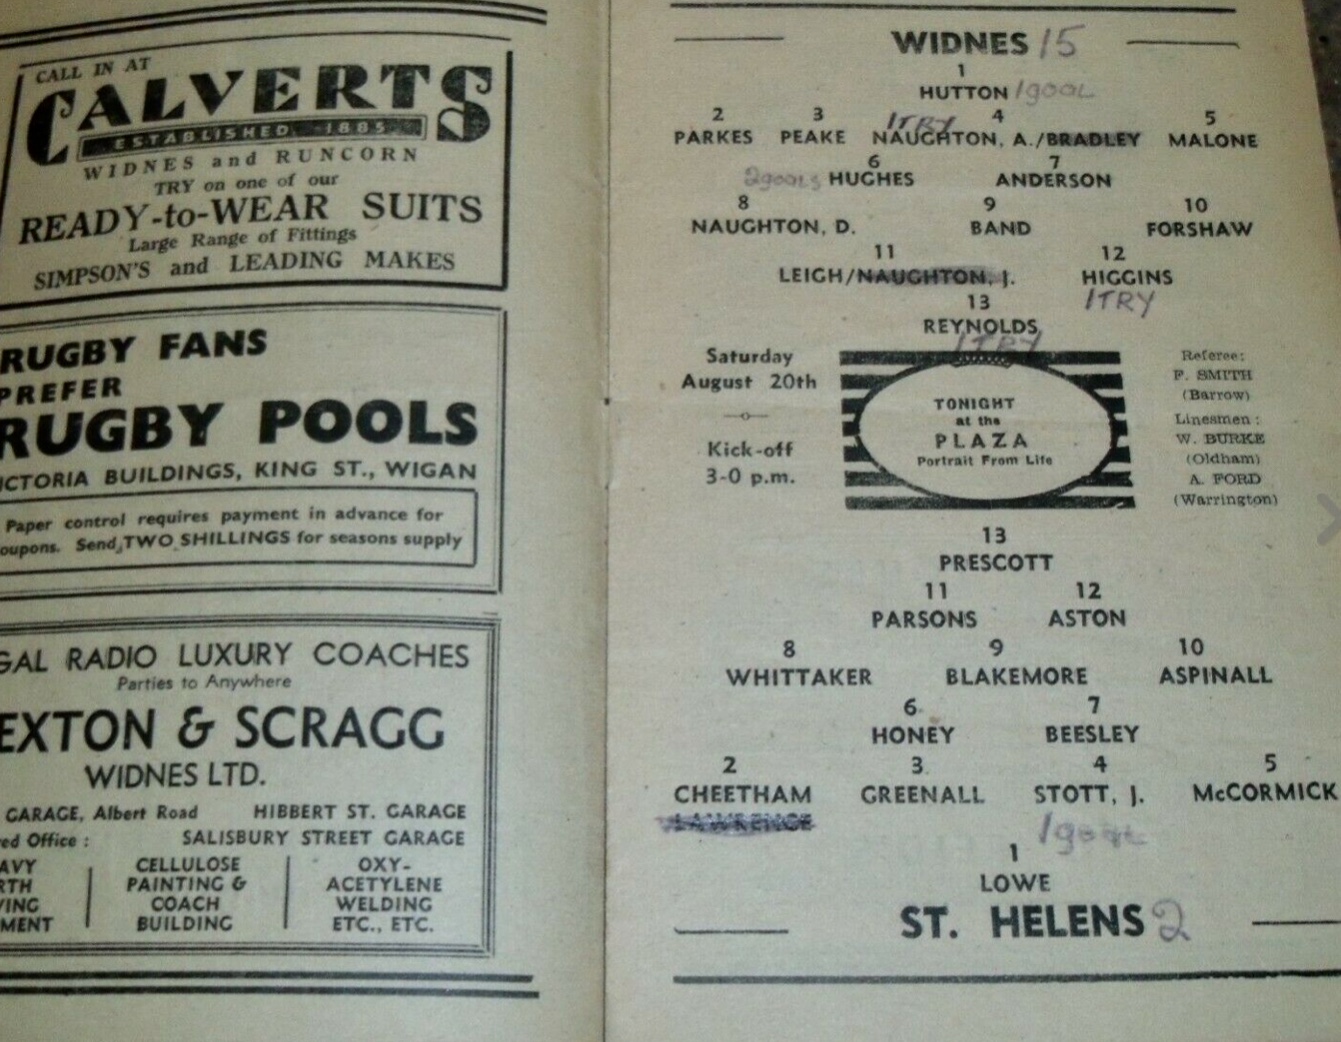 CALL IN AT
CALVERTS
ESTABLISHED 1885
WIDNES and RUNCORN
TRY on one of our
READY-to-WEAR SUITS
Large Range of Fittings
SIMPSON'S and LEADING MAKES
RUGBY FANS
PREFER
RUGBY POOLS
ICTORIA BUILDINGS, KING ST., WIGAN
Paper control requires payment in advance for
oupons. Send TWO SHILLINGS for seasons supply
GAL RADIO LUXURY COACHES
Parties to Anywhere
EXTON & SCRAGG
WIDNES LTD.
GARAGE, Albert Road HIBBERT ST. GARAGE
ed Office : SALISBURY STREET GARAGE
AVY CELLULOSE OXY-
RTH PAINTING & ACETYLENE
ING COACH WELDING
MENT BUILDING ETC., ETC.
WIDNES 15
1
HUTTON 1 goal
2 3 1 TRY 4 5
PARKES PEAKE NAUGHTON, A./BRADLEY MALONE
6 7
2 goals HUGHES ANDERSON
8 9 10
NAUGHTON, D. BAND FORSHAW
11 12
LEIGH/NAUGHTON, J. HIGGINS
13 1 TRY
REYNOLDS
1 TRY
Saturday
August 20th
Kick-off
3-0 p.m.
TONIGHT
at the
PLAZA
Portrait From Life
Referee:
F. SMITH
(Barrow)
Linesmen :
W. BURKE
(Oldham)
A. FORD
(Warrington)
13
PRESCOTT
11 12
PARSONS ASTON
8 9 10
WHITTAKER BLAKEMORE ASPINALL
6 7
HONEY BEESLEY
2 3 4 5
CHEETHAM GREENALL STOTT, J. McCORMICK
LAWRENCE 1 goal
1
LOWE
ST. HELENS 2